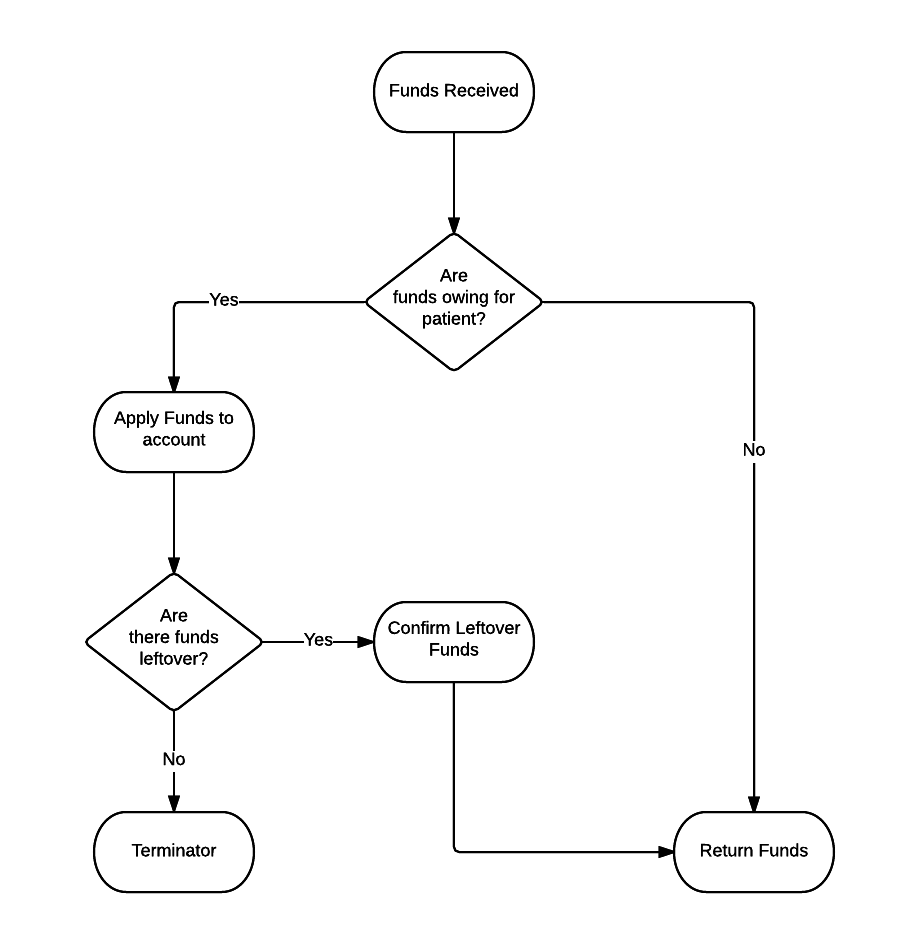 Funds Received
Are
funds owing for
patient?
Yes
Apply Funds to
account
No
Are
there funds
leftover?
Yes
Confirm Leftover
Funds
No
Terminator
Return Funds